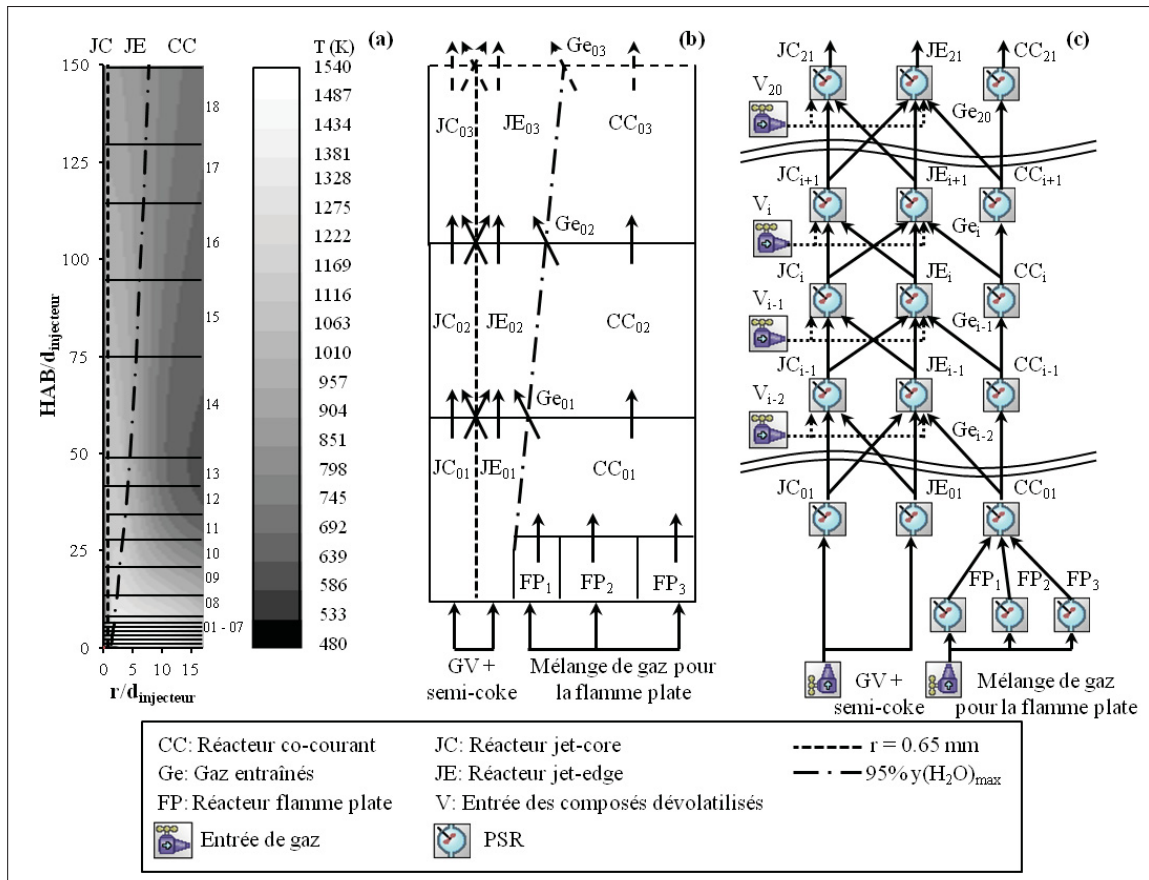 JC JE CC
150
125
100
75
50
25
0
HAB/d_injecteur
0 5 10 15
r/d_injecteur
18
17
16
15
14
13
12
11
10
09
08
01 - 07
T (K)
1540
1487
1434
1381
1328
1275
1222
1169
1116
1063
1010
957
904
851
798
745
692
639
586
533
480
(a)
(b)
Ge03
JC03 JE03 CC03
Ge02
JC02 JE02 CC02
Ge01
JC01 JE01 CC01
FP1 FP2 FP3
GV +
semi-coke
Mélange de gaz pour
la flamme plate
(c)
JC21 JE21 CC21
V20
Ge20
JCi+1 JEi+1 CCi+1
Vi
Gei
JCi JEi CCi
Vi-1
Gei-1
JCi-1 JEi-1 CCi-1
Vi-2
Gei-2
JC01 JE01 CC01
FP1 FP2 FP3
GV +
semi-coke
Mélange de gaz
pour la flamme plate
CC: Réacteur co-courant
Ge: Gaz entraînés
FP: Réacteur flamme plate
Entrée de gaz
JC: Réacteur jet-core
JE: Réacteur jet-edge
V: Entrée des composés dévolatilisés
PSR
r = 0.65 mm
95% y(H2O)max